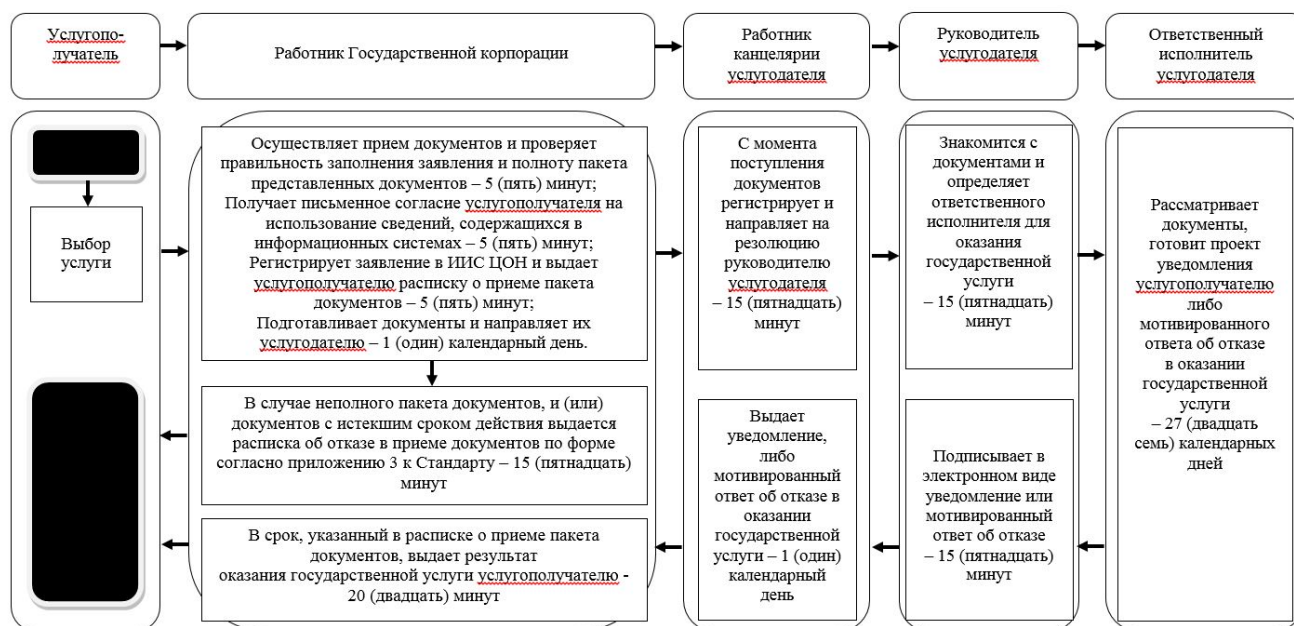 Услугопо-
лучатель
Работник Государственной корпорации
Работник
канцелярии
услугодателя
Руководитель
услугодателя
Ответственный
исполнитель
услугодателя
Выбор
услуги
Осуществляет прием документов и проверяет
правильность заполнения заявления и полноту пакета
представленных документов – 5 (пять) минут;
Получает письменное согласие услугополучателя на
использование сведений, содержащихся в
информационных системах – 5 (пять) минут;
Регистрирует заявление в ИИС ЦОН и выдает
услугополучателю расписку о приеме пакета
документов – 5 (пять) минут;
Подготавливает документы и направляет их
услугодателю – 1 (один) календарный день.
В случае неполного пакета документов, и (или)
документов с истекшим сроком действия выдается
расписка об отказе в приеме документов по форме
согласно приложению 3 к Стандарту – 15 (пятнадцать)
минут
В срок, указанный в расписке о приеме пакета
документов, выдает результат
оказания государственной услуги услугополучателю -
20 (двадцать) минут
С момента
поступления
документов
регистрирует и
направляет на
резолюцию
руководителю
услугодателя
– 15 (пятнадцать)
минут
Выдает
уведомление,
либо
мотивированный
ответ об отказе в
оказании
государственной
услуги – 1 (один)
календарный
день
Знакомится с
документами и
определяет
ответственного
исполнителя для
оказания
государственной
услуги
– 15 (пятнадцать)
минут
Подписывает в
электронном виде
уведомление или
мотивированный
ответ об отказе
– 15 (пятнадцать)
минут
Рассматривает
документы,
готовит проект
уведомления
услугополучателю
либо
мотивированного
ответа об отказе
в оказании
государственной
услуги
– 27 (двадцать
семь) календарных
дней